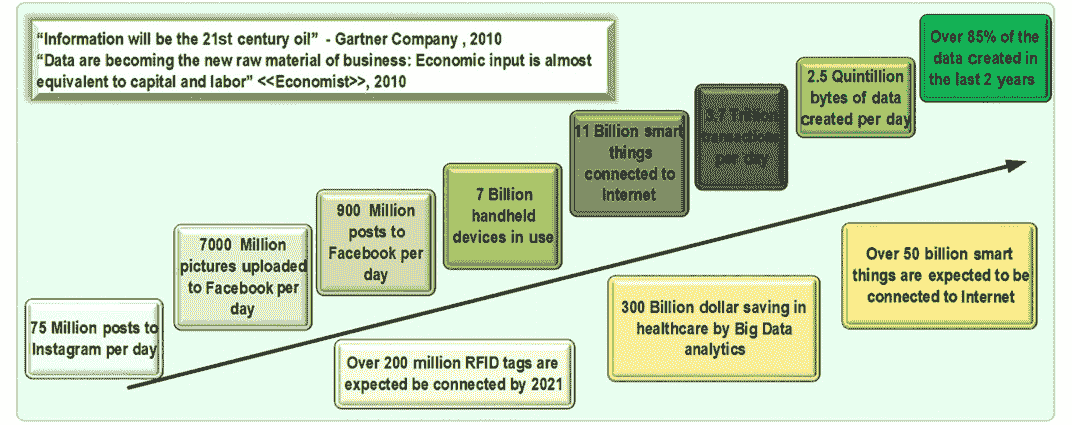 “Information will be the 21st century oil” - Gartner Company , 2010
“Data are becoming the new raw material of business: Economic input is almost
equivalent to capital and labor” <<Economist>>, 2010
Over 85% of the
data created in
the last 2 years
2.5 Quintillion
bytes of data
created per day
3.7 Trillion
per day
11 Billion smart
things
connected to
Internet
7 Billion
handheld
devices in use
900 Million
posts to
Facebook per
day
7000 Million
pictures uploaded
to Facebook per
day
75 Million posts to
Instagram per day
Over 50 billion smart
things are expected to be
connected to Internet
300 Billion dollar saving in
healthcare by Big Data
analytics
Over 200 million RFID tags are
expected be connected by 2021